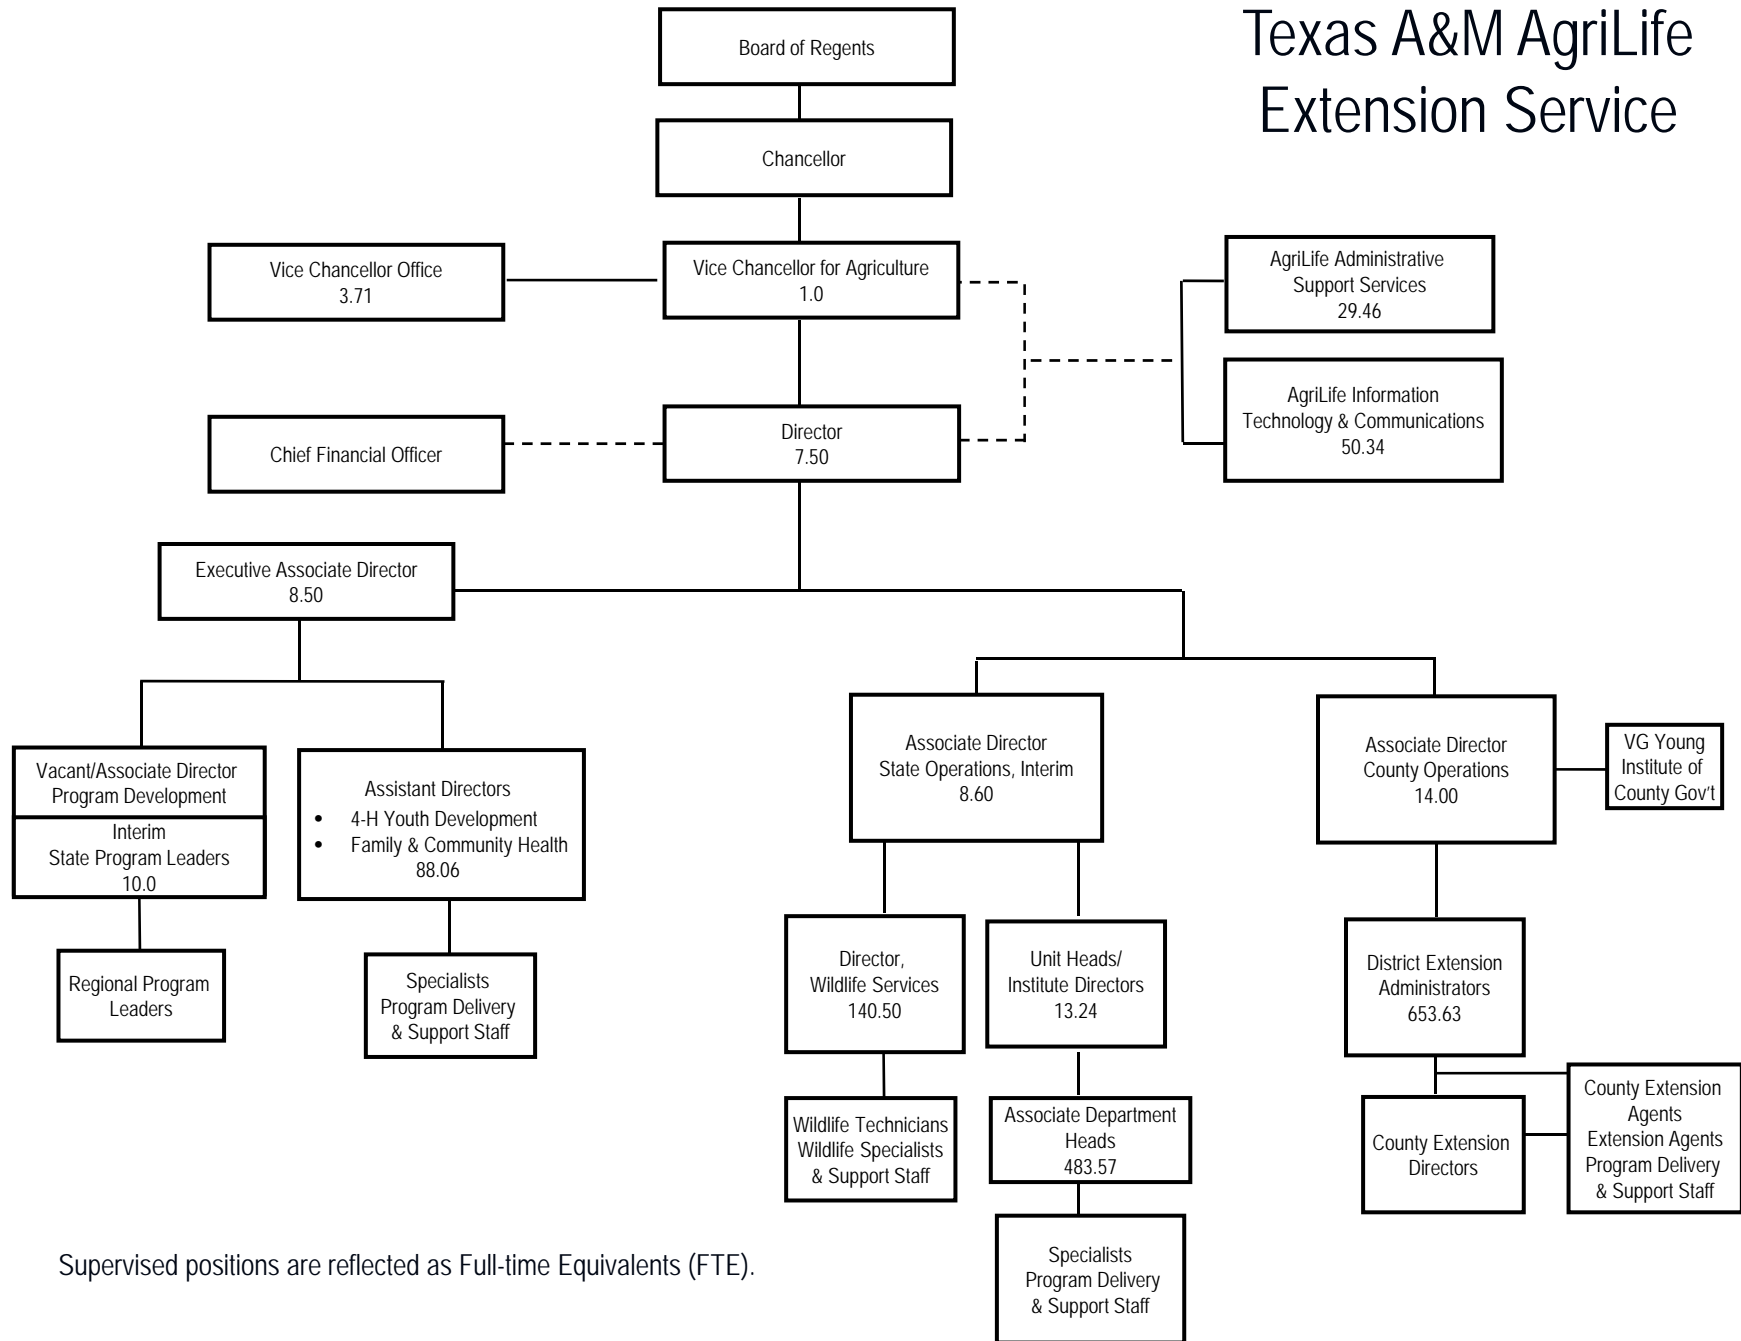 Texas A&M AgriLife
Extension Service
Board of Regents
Chancellor
Vice Chancellor Office
3.71
Vice Chancellor for Agriculture
1.0
AgriLife Administrative
Support Services
29.46
AgriLife Information
Technology & Communications
50.34
Chief Financial Officer
Director
7.50
Executive Associate Director
8.50
Vacant/Associate Director
Program Development
Interim
State Program Leaders
10.0
Assistant Directors
• 4-H Youth Development
• Family & Community Health
88.06
Associate Director
State Operations, Interim
8.60
Associate Director
County Operations
14.00
VG Young
Institute of
County Gov't
Regional Program
Leaders
Specialists
Program Delivery
& Support Staff
Director,
Wildlife Services
140.50
Unit Heads/
Institute Directors
13.24
District Extension
Administrators
653.63
Wildlife Technicians
Wildlife Specialists
& Support Staff
Associate Department
Heads
483.57
County Extension
Directors
County Extension
Agents
Extension Agents
Program Delivery
& Support Staff
Specialists
Program Delivery
& Support Staff
Supervised positions are reflected as Full-time Equivalents (FTE).